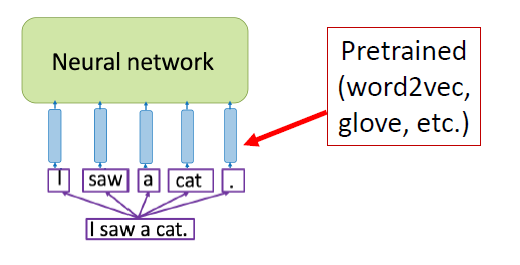 Neural network
Pretrained
(word2vec,
glove, etc.)
I saw a cat .
I saw a cat.